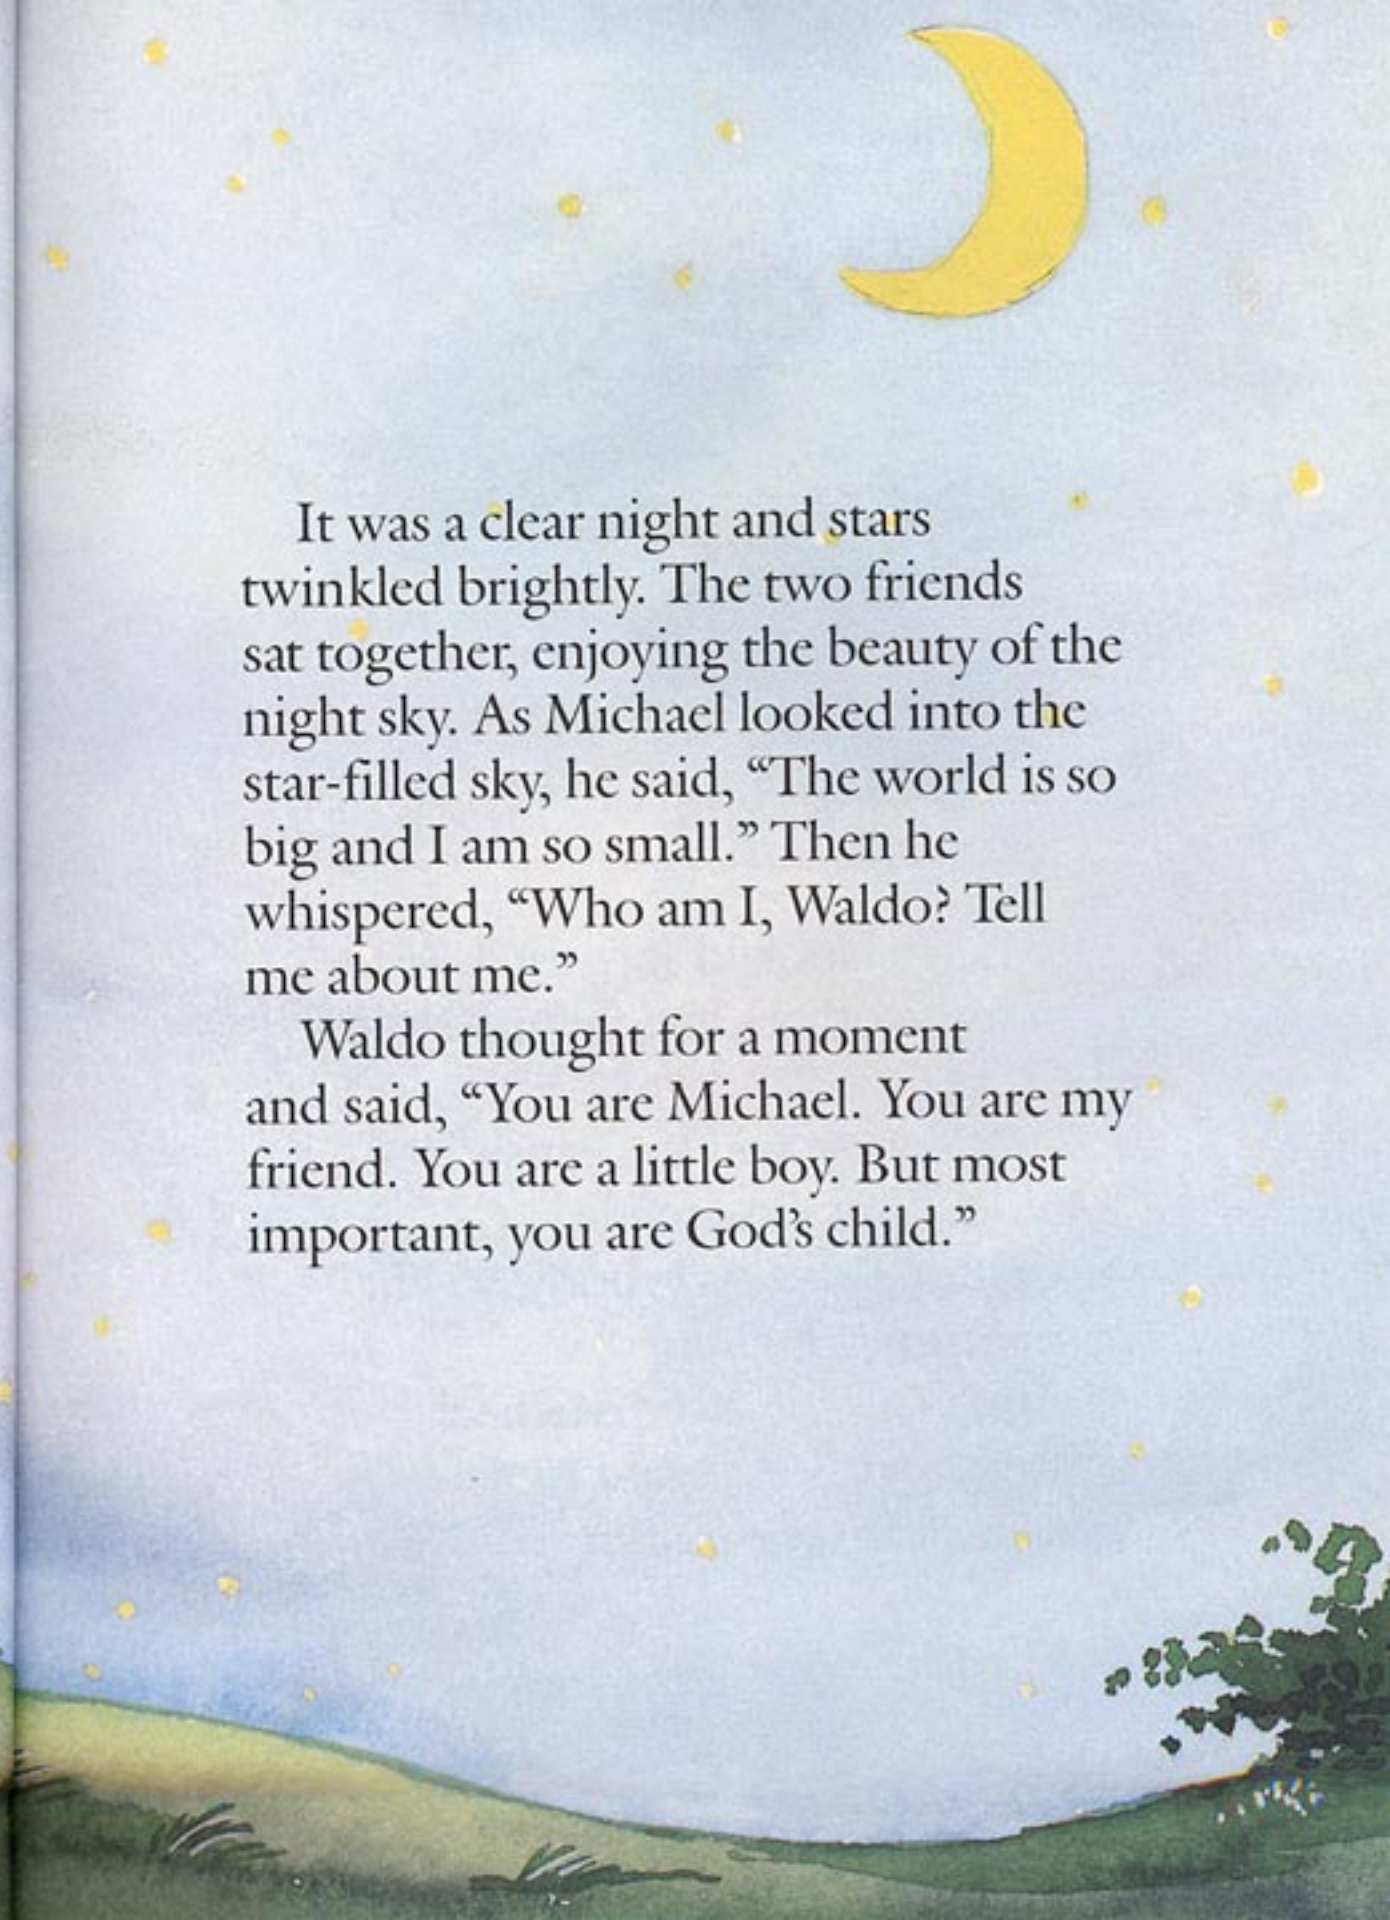 It was a clear night and stars
twinkled brightly. The two friends
sat together, enjoying the beauty of the
night sky. As Michael looked into the
star-filled sky, he said, “The world is so
big and I am so small.” Then he
whispered, “Who am I, Waldo? Tell
me about me.”
Waldo thought for a moment
and said, “You are Michael. You are my
friend. You are a little boy. But most
important, you are God’s child.”